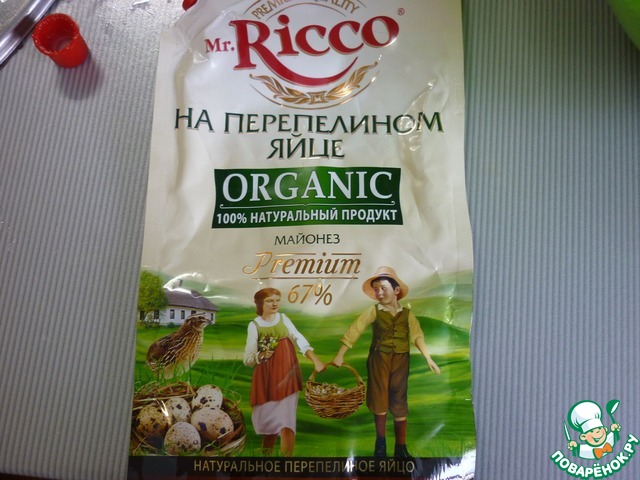 PREMIUM QUALITY
Mr. Ricco®
НА ПЕРЕПЕЛИНОМ
ЯЙЦЕ
ORGANIC
100% НАТУРАЛЬНЫЙ ПРОДУКТ
МАЙОНЕЗ
Premium
67%
НАТУРАЛЬНОЕ ПЕРЕПЕЛИНОЕ ЯЙЦО
ПОВАРЁНОК.РУ